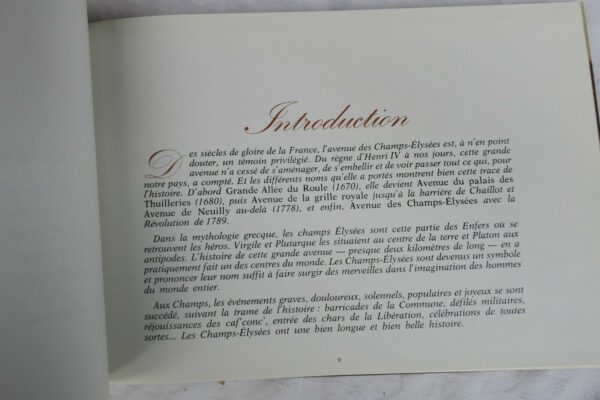 Introduction
Des siècles de gloire de la France, l'avenue des Champs-Élysées est, à n'en point
douter, un témoin privilégié. Du règne d'Henri IV à nos jours, cette grande
avenue n'a cessé de s'aménager, de s'embellir et de voir passer tout ce qui, pour
notre pays, a compté. Et les différents noms qu'elle a portés montrent bien cette trace de
l'histoire. D'abord Grande Allée du Roule (1670), elle devient Avenue du palais des
Thuilleries (1680), puis Avenue de la grille royale jusqu'à la barrière de Chaillot et
Avenue de Neuilly au-delà (1778), et enfin, Avenue des Champs-Élysées avec la
Révolution de 1789.
Dans la mythologie grecque, les champs Élysées sont cette partie des Enfers où se
retrouvent les héros. Virgile et Plutarque les situaient au centre de la terre et Platon aux
antipodes. L'histoire de cette grande avenue — presque deux kilomètres de long — en a
pratiquement fait un des centres du monde. Les Champs-Élysées sont devenus un symbole
et prononcer leur nom suffit à faire surgir des merveilles dans l'imagination des hommes
du monde entier.
Aux Champs, les événements graves, douloureux, solennels, populaires et joyeux se sont
succédé, suivant la trame de l'histoire : barricades de la Commune, défilés militaires,
réjouissances des caf'conc', entrée des chars de la Libération, célébrations de toutes
sortes... Les Champs-Élysées ont une bien longue et bien belle histoire.